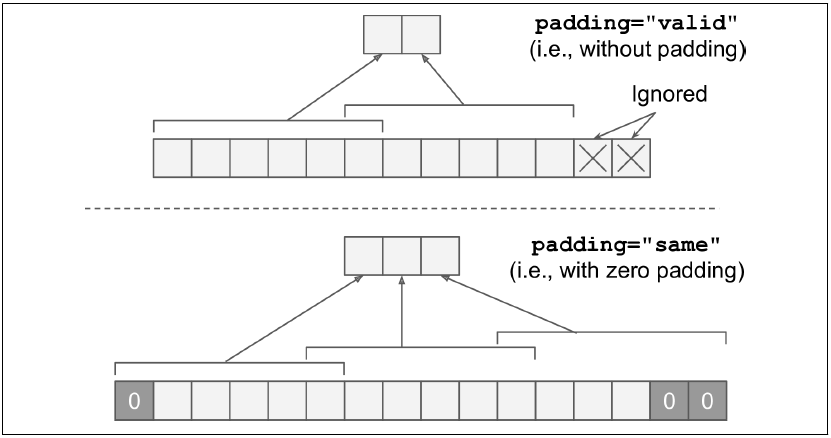 padding="valid"
(i.e., without padding)
Ignored
padding="same"
(i.e., with zero padding)
0
0
0